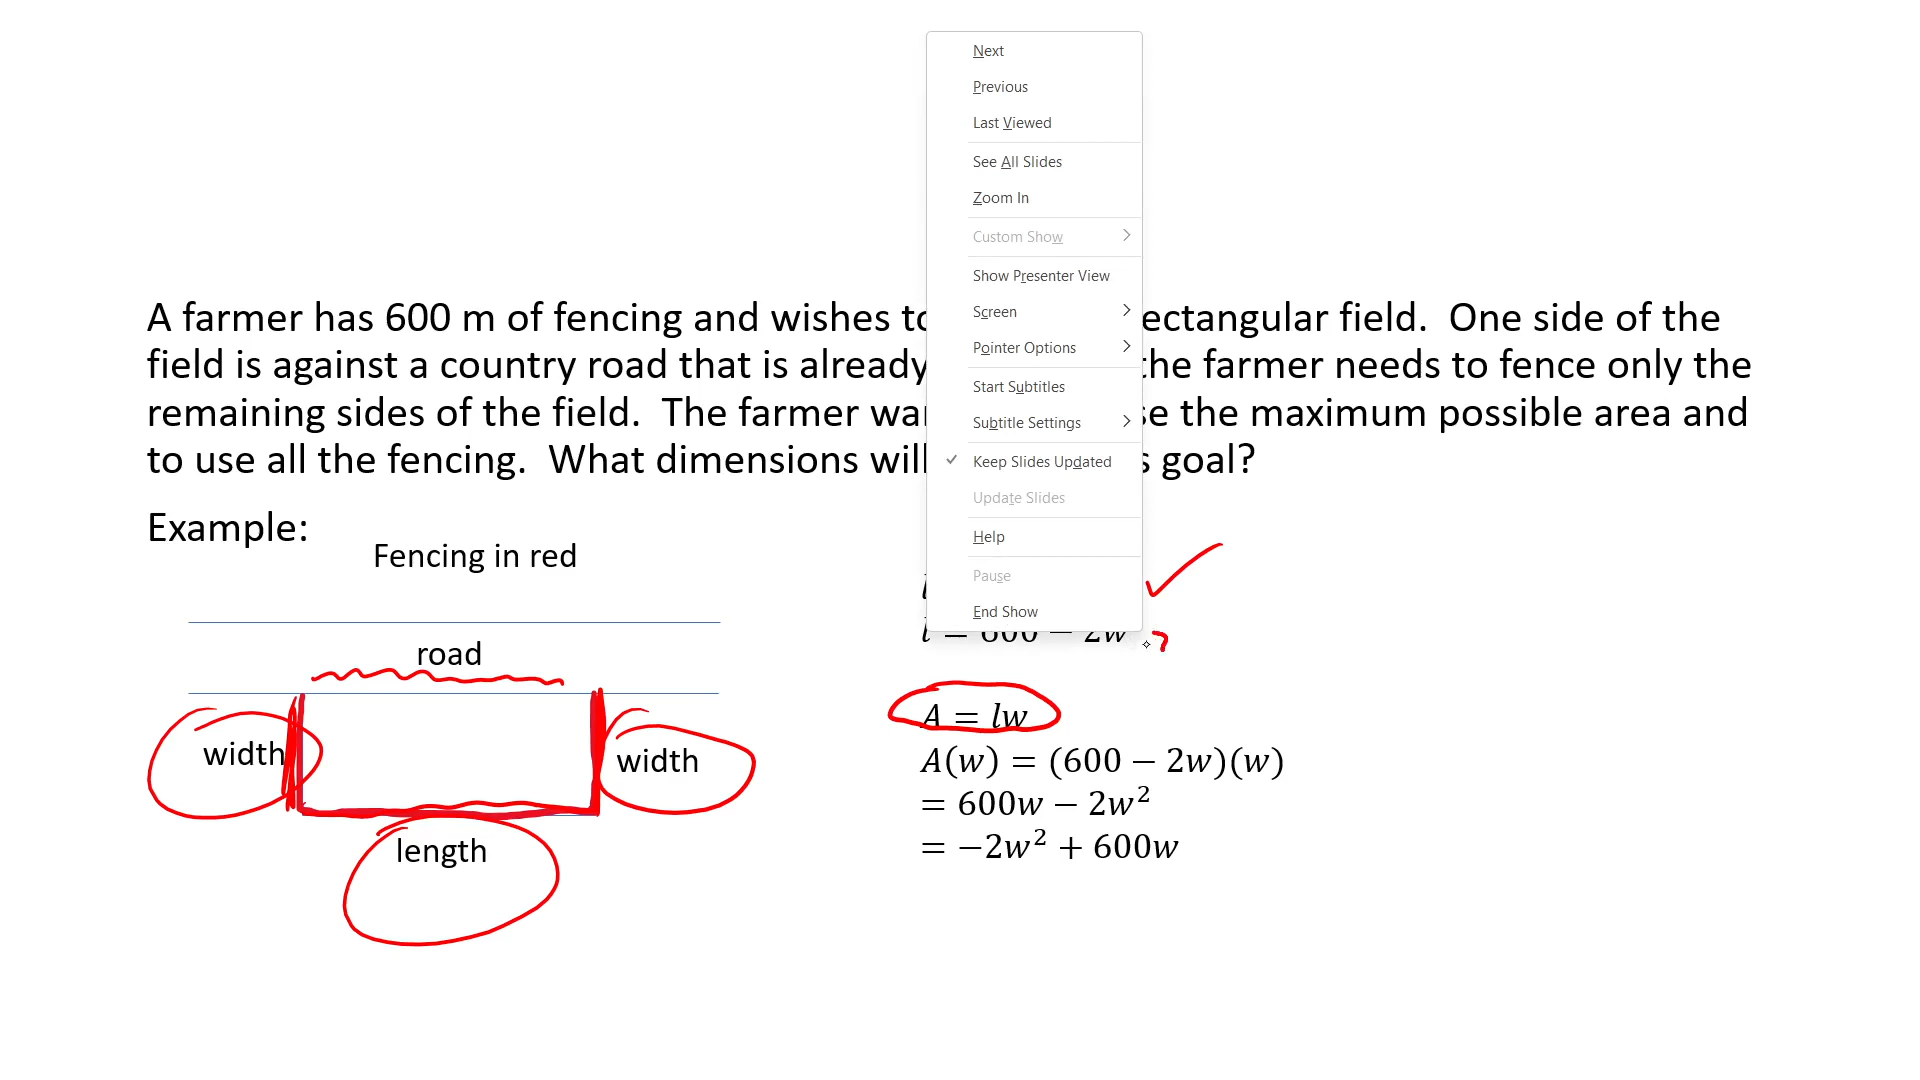 Next
Previous
Last Viewed
See All Slides
Zoom In
Custom Show
Show Presenter View
Screen
Pointer Options
Start Subtitles
Subtitle Settings
Keep Slides Updated
Update Slides
Help
Pause
End Show
A farmer has 600 m of fencing and wishes ectangular field. One side of the
field is against a country road that is already the farmer needs to fence only the
remaining sides of the field. The farmer the maximum possible area and
to use all the fencing. What dimensions will goal?
Example:
Fencing in red
road
width
width
length
l = 600 − 2w
A = lw
A(w) = (600 − 2w)(w)
= 600w − 2w²
= −2w² + 600w